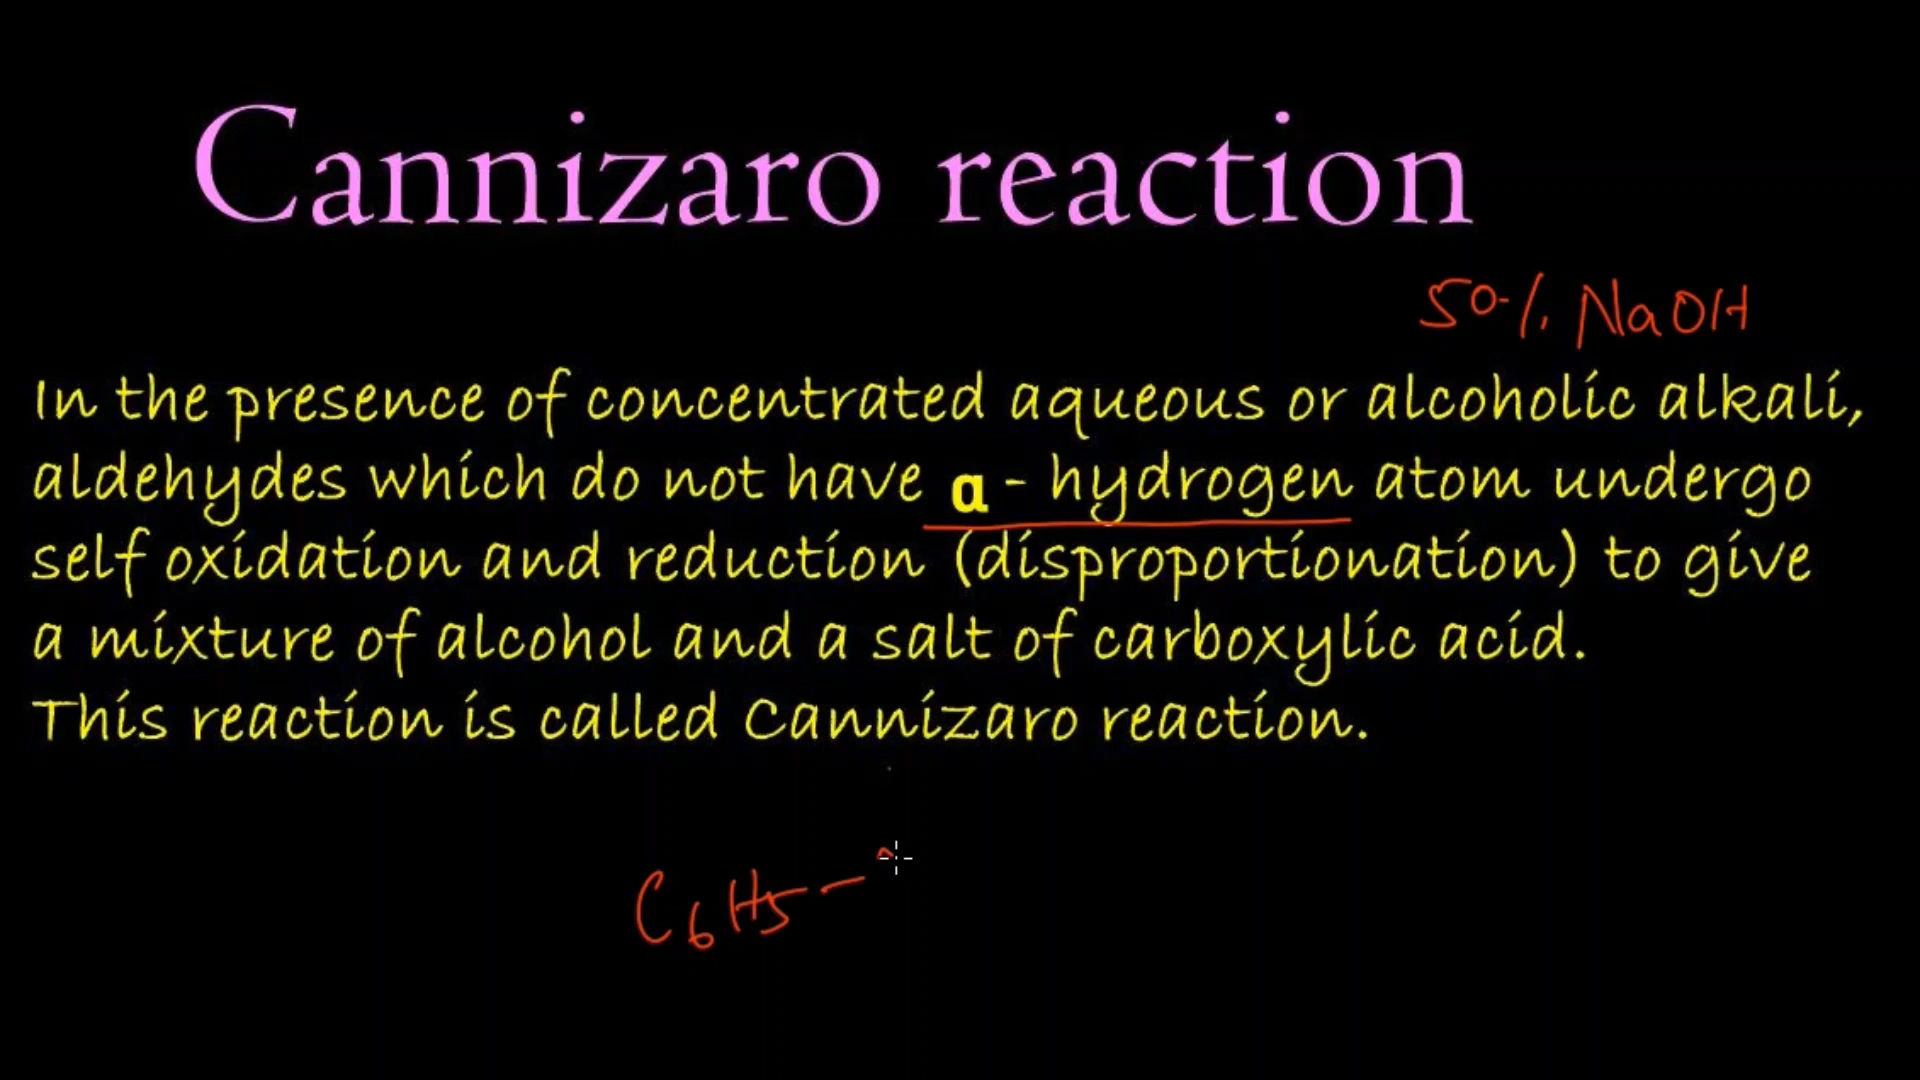 Cannizaro reaction
50% NaOH
In the presence of concentrated aqueous or alcoholic alkali,
aldehydes which do not have α - hydrogen atom undergo
self oxidation and reduction (disproportionation) to give
a mixture of alcohol and a salt of carboxylic acid.
This reaction is called Cannizaro reaction.
C6H5 -